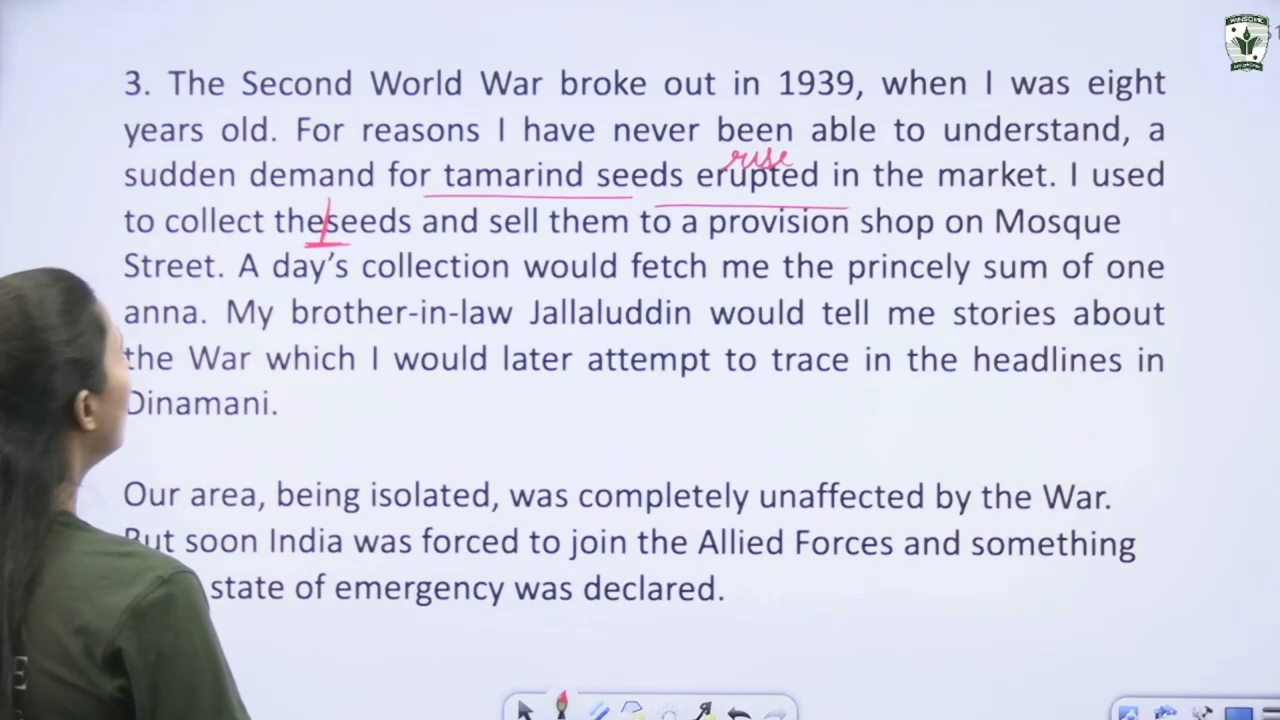 3. The Second World War broke out in 1939, when I was eight
years old. For reasons I have never been able to understand, a
rise
sudden demand for tamarind seeds erupted in the market. I used
to collect the seeds and sell them to a provision shop on Mosque
Street. A day's collection would fetch me the princely sum of one
anna. My brother-in-law Jallaluddin would tell me stories about
the War which I would later attempt to trace in the headlines in
Dinamani.
Our area, being isolated, was completely unaffected by the War.
But soon India was forced to join the Allied Forces and something
state of emergency was declared.